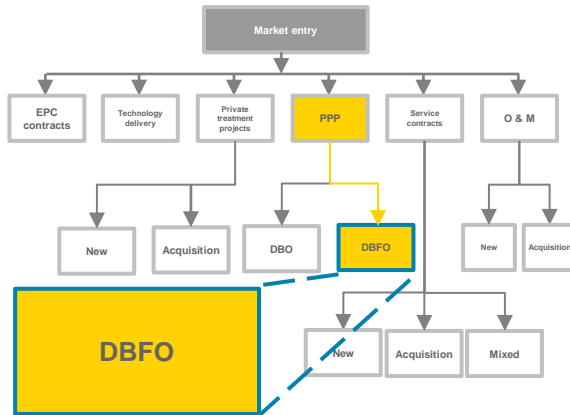 Market entry
EPC
contracts
Technology
delivery
Private
treatment
projects
PPP
Service
contracts
O & M
New
Acquisition
DBO
DBFO
New
Acquisition
DBFO
New
Acquisition
Mixed